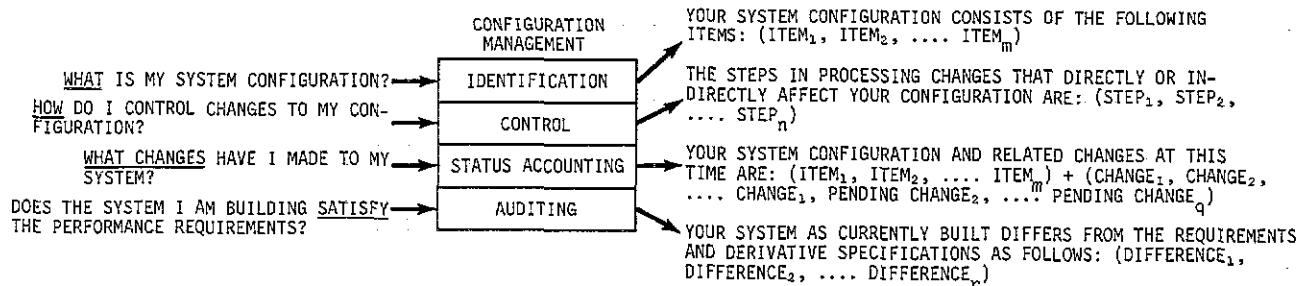 CONFIGURATION
MANAGEMENT
WHAT IS MY SYSTEM CONFIGURATION?
HOW DO I CONTROL CHANGES TO MY CON-
FIGURATION?
WHAT CHANGES HAVE I MADE TO MY
SYSTEM?
DOES THE SYSTEM I AM BUILDING SATISFY
THE PERFORMANCE REQUIREMENTS?
IDENTIFICATION
CONTROL
STATUS ACCOUNTING
AUDITING
YOUR SYSTEM CONFIGURATION CONSISTS OF THE FOLLOWING
ITEMS: (ITEM₁, ITEM₂, .... ITEMₘ)
THE STEPS IN PROCESSING CHANGES THAT DIRECTLY OR IN-
DIRECTLY AFFECT YOUR CONFIGURATION ARE: (STEP₁, STEP₂,
.... STEPₙ)
YOUR SYSTEM CONFIGURATION AND RELATED CHANGES AT THIS
TIME ARE: (ITEM₁, ITEM₂, .... ITEMₘ) + (CHANGE₁, CHANGE₂,
.... CHANGE₁, PENDING CHANGE₂, .... PENDING CHANGE_q)
YOUR SYSTEM AS CURRENTLY BUILT DIFFERS FROM THE REQUIREMENTS
AND DERIVATIVE SPECIFICATIONS AS FOLLOWS: (DIFFERENCE₁,
DIFFERENCE₂, .... DIFFERENCEᵣ)